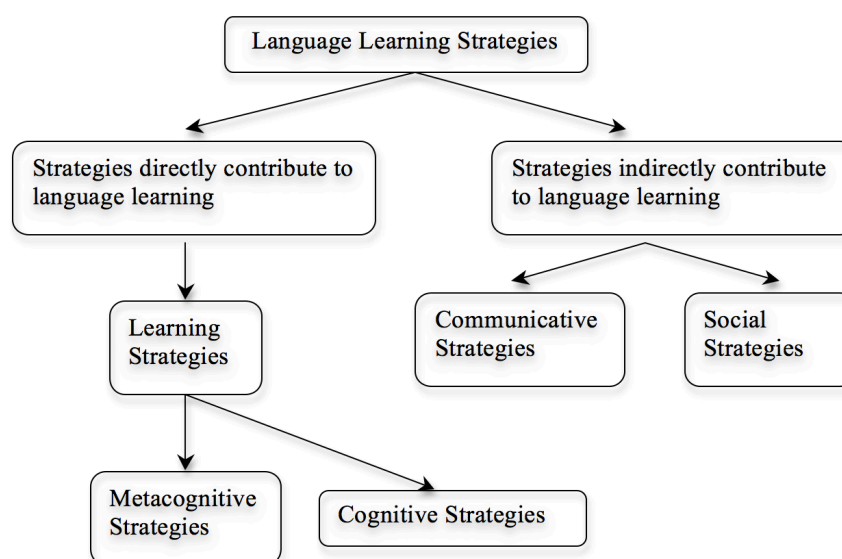 Language Learning Strategies
Strategies directly contribute to
language learning
Strategies indirectly contribute
to language learning
Learning
Strategies
Communicative
Strategies
Social
Strategies
Metacognitive
Strategies
Cognitive Strategies